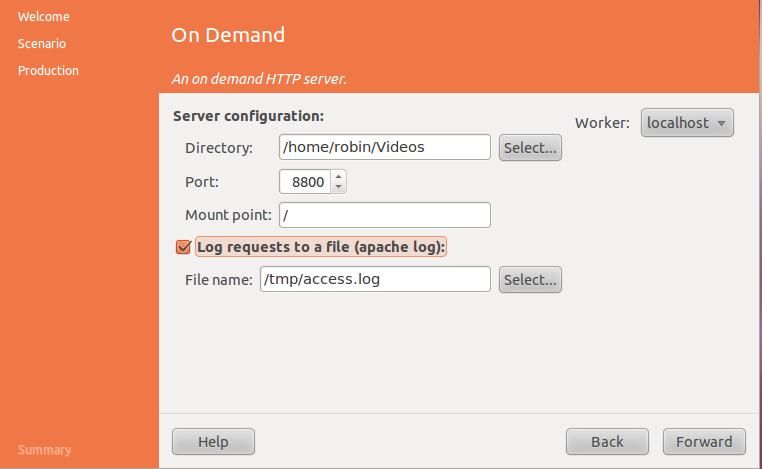 Welcome
Scenario
Production
Summary
On Demand
An on demand HTTP server.
Server configuration:
Worker: localhost
Directory: /home/robin/Videos Select...
Port: 8800
Mount point: /
Log requests to a file (apache log):
File name: /tmp/access.log Select...
Help Back Forward